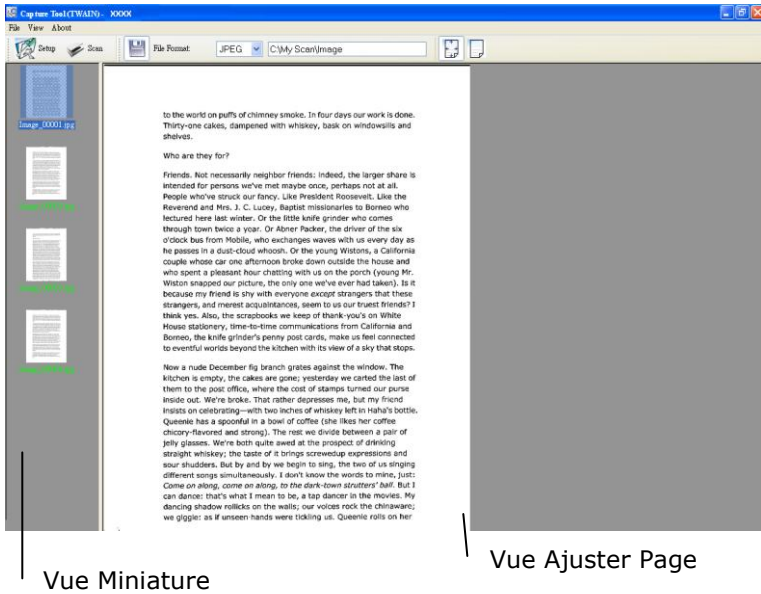 Capture Tool (TWAIN) - XXXX
File View About
Setup Scan File Format: JPEG C:\My Scan\Image
Image_00001.jpg
to the world on puffs of chimney smoke. In four days our work is done.
Thirty-one cakes, dampened with whiskey, bask on windowsills and
shelves.
Who are they for?
Friends. Not necessarily neighbor friends: indeed, the larger share is
intended for persons we've met maybe once, perhaps not at all.
People who've struck our fancy. Like President Roosevelt. Like the
Reverend and Mrs. J. C. Lucey, Baptist missionaries to Borneo who
lectured here last winter. Or the little knife grinder who comes
through town twice a year. Or Abner Packer, the driver of the six
o'clock bus from Mobile, who exchanges waves with us every day as
he passes in a dust-cloud whoosh. Or the young Wistons, a California
couple whose car one afternoon broke down outside the house and
who spent a pleasant hour chatting with us on the porch (young Mr.
Wiston snapped our picture, the only one we've ever had taken). Is it
because my friend is shy with everyone except strangers that these
strangers, and merest acquaintances, seem to us our truest friends? I
think yes. Also, the scrapbooks we keep of thank-you's on White
House stationery, time-to-time communications from California and
Borneo, the knife grinder's penny post cards, make us feel connected
to eventful worlds beyond the kitchen with its view of a sky that stops.
Now a nude December fig branch grates against the window. The
kitchen is empty, the cakes are gone; yesterday we carted the last of
them to the post office, where the cost of stamps turned our purse
inside out. We're broke. That rather depresses me, but my friend
insists on celebrating—with two inches of whiskey left in Haha's bottle.
Queenie has a spoonful in a bowl of coffee (she likes her coffee
chicory-flavored and strong). The rest we divide between a pair of
jelly glasses. We're both quite awed at the prospect of drinking
straight whiskey; the taste of it brings screwedup expressions and
sour shudders. But by and by we begin to sing, the two of us singing
different songs simultaneously. I don't know the words to mine, just:
Come on along, come on along, to the dark-town strutters' ball. But I
can dance: that's what I mean to be, a tap dancer in the movies. My
dancing shadow rollicks on the walls; our voices rock the chinaware;
we giggle: as if unseen hands were tickling us. Queenie rolls on her
Vue Ajuster Page
Vue Miniature